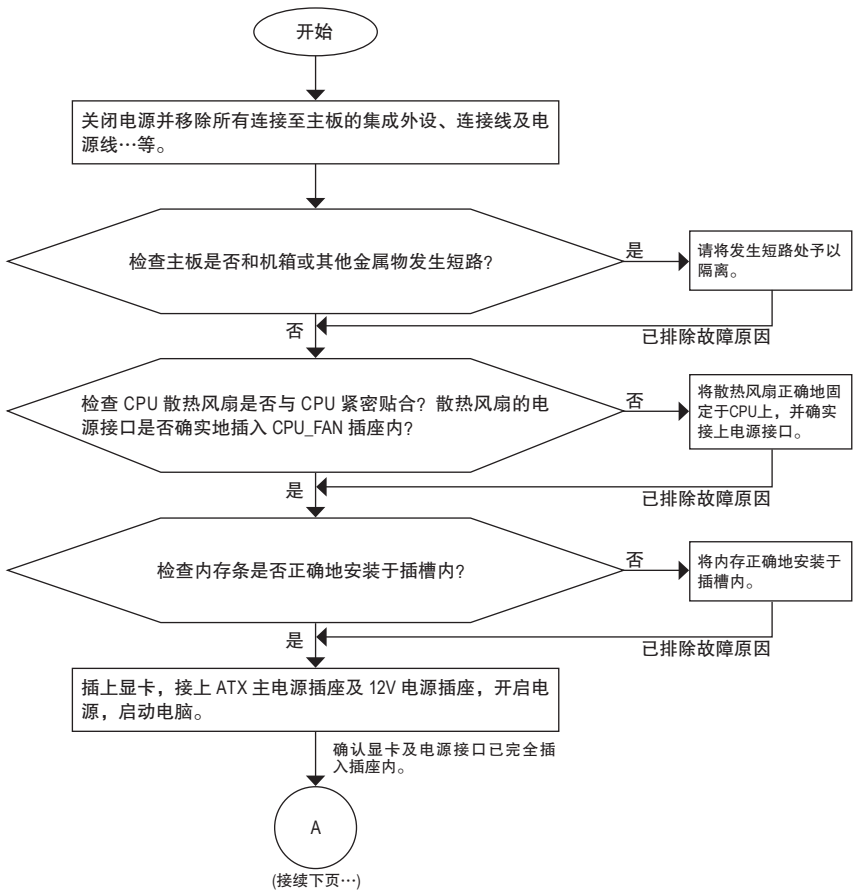 开始
关闭电源并移除所有连接至主板的集成外设、连接线及电
源线…等。
检查主板是否和机箱或其他金属物发生短路？
是
请将发生短路处予以
隔离。
否
已排除故障原因
检查 CPU 散热风扇是否与 CPU 紧密贴合？散热风扇的电
源接口是否确实地插入 CPU_FAN 插座内？
否
将散热风扇正确地固
定于CPU上，并确实
接上电源接口。
是
已排除故障原因
检查内存条是否正确地安装于插槽内？
否
将内存正确地安装于
插槽内。
是
已排除故障原因
插上显卡，接上 ATX 主电源插座及 12V 电源插座，开启电
源，启动电脑。
确认显卡及电源接口已完全插
入插座内。
A
(接续下页…)